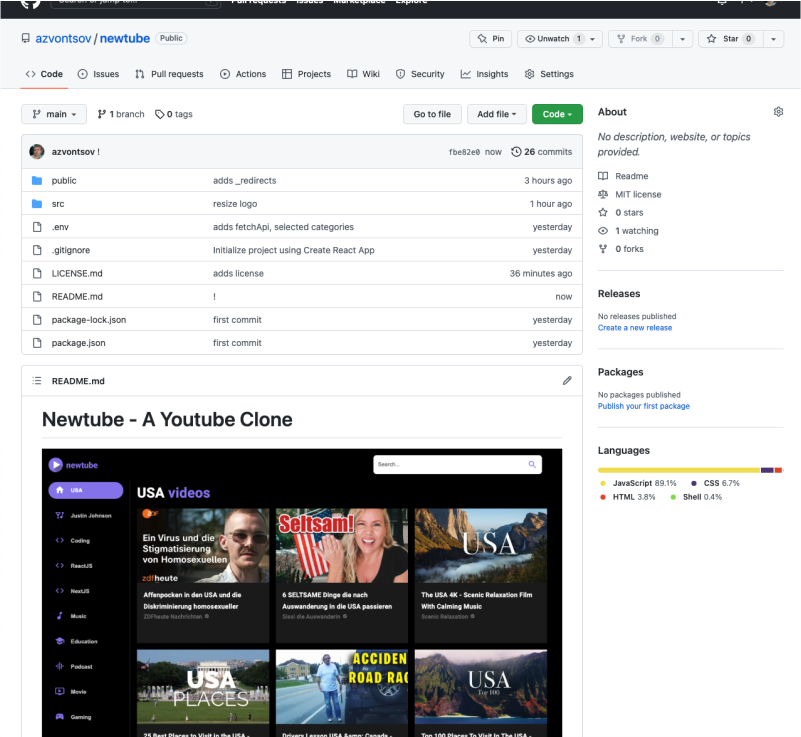 Search or jump to...
Pull requests Issues Marketplace Explore
azvontsov / newtube Public
Pin Unwatch 1 Fork 0 Star 0
Code Issues Pull requests Actions Projects Wiki Security Insights Settings
main 1 branch 0 tags Go to file Add file Code
azvontsov ! fbe82e0 now 26 commits
public adds _redirects 3 hours ago
src resize logo 1 hour ago
.env adds fetchApi, selected categories yesterday
.gitignore Initialize project using Create React App yesterday
LICENSE.md adds license 36 minutes ago
README.md ! now
package-lock.json first commit yesterday
package.json first commit yesterday
README.md
Newtube - A Youtube Clone
newtube
Search...
USA
Justin Johnson
Coding
ReactJS
NextJS
Music
Education
Podcast
Movie
Gaming
USA videos
ZDF
Ein Virus und die
Stigmatisierung
von Homosexuellen
zdfheute
Affenpocken in den USA und die
Diskriminierung homosexueller
ZDFheute Nachrichten
Seltsam!
6 SELTSAME Dinge die nach
Auswanderung in die USA passieren
Sissi die Auswanderin
USA
The USA 4K - Scenic Relaxation Film
With Calming Music
Scenic Relaxation
USA
PLACES
25 Best Places to Visit in the USA -
ACCIDEN
ROAD RAG
Drivers Lesson USA &amp; Canada -
USA
Top 100
Top 100 Places To Visit In The USA -
About
No description, website, or topics
provided.
Readme
MIT license
0 stars
1 watching
0 forks
Releases
No releases published
Create a new release
Packages
No packages published
Publish your first package
Languages
JavaScript 89.1% CSS 6.7%
HTML 3.8% Shell 0.4%